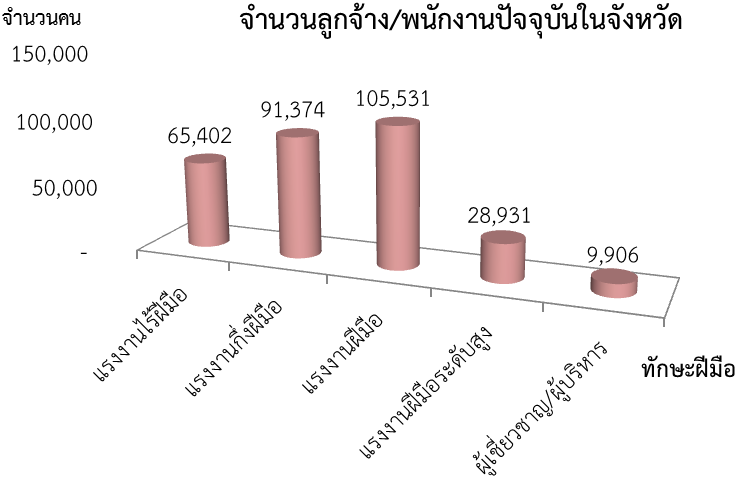 จำนวนลูกจ้าง/พนักงานปัจจุบันในจังหวัด
จำนวนคน
150,000
100,000
50,000
-
65,402
91,374
105,531
28,931
9,906
แรงงานไร้ฝีมือ
แรงงานกึ่งฝีมือ
แรงงานฝีมือ
แรงงานฝีมือระดับสูง
ผู้เชี่ยวชาญ/ผู้บริหาร
ทักษะฝีมือ